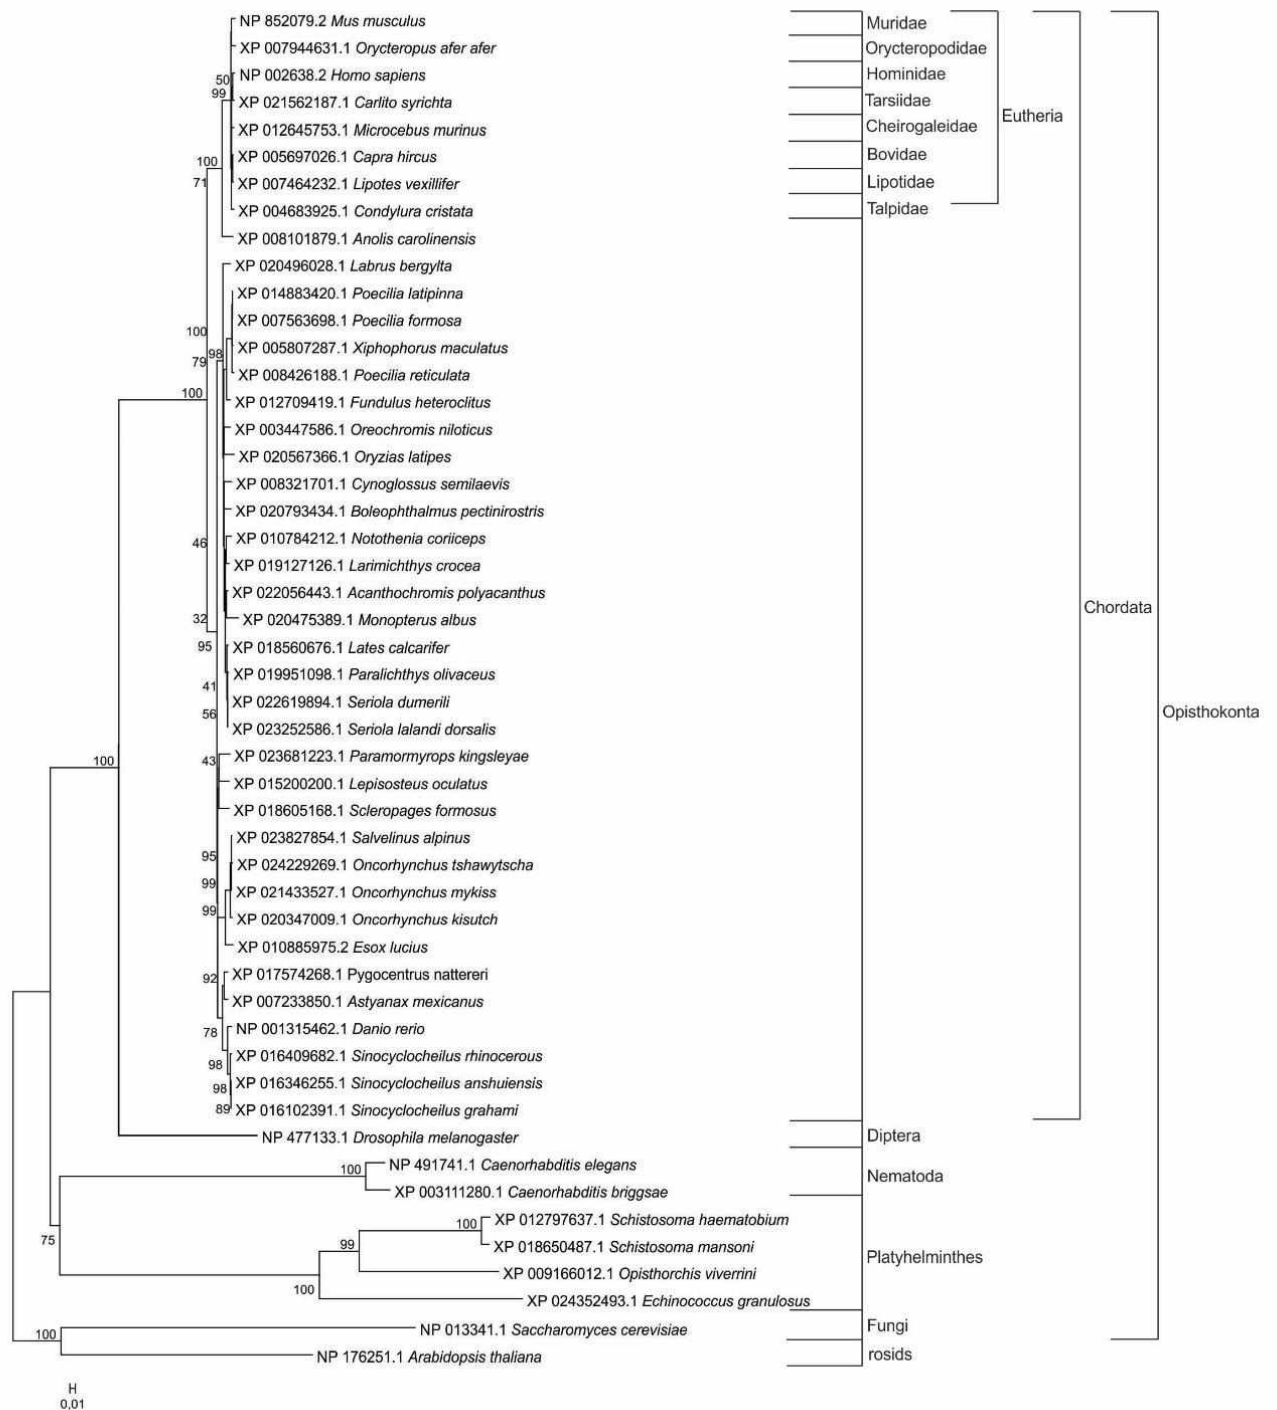 NP 852079.2 Mus musculus
Muridae
XP 007944631.1 Orycteropus afer afer
Orycteropodidae
NP 002638.2 Homo sapiens
Hominidae
50
99
XP 021562187.1 Carlito syrichta
Tarsiidae
Eutheria
XP 012645753.1 Microcebus murinus
Cheirogaleidae
XP 005697026.1 Capra hircus
Bovidae
100
71
XP 007464232.1 Lipotes vexillifer
Lipotidae
XP 004683925.1 Condylura cristata
Talpidae
XP 008101879.1 Anolis carolinensis
XP 020496028.1 Labrus bergylta
XP 014883420.1 Poecilia latipinna
XP 007563698.1 Poecilia formosa
100
XP 005807287.1 Xiphophorus maculatus
98
79
XP 008426188.1 Poecilia reticulata
100
XP 012709419.1 Fundulus heteroclitus
XP 003447586.1 Oreochromis niloticus
XP 020567366.1 Oryzias latipes
XP 008321701.1 Cynoglossus semilaevis
XP 020793434.1 Boleophthalmus pectinirostris
XP 010784212.1 Notothenia coriiceps
46
XP 019127126.1 Larimichthys crocea
XP 022056443.1 Acanthochromis polyacanthus
Chordata
32
XP 020475389.1 Monopterus albus
95
XP 018560676.1 Lates calcarifer
XP 019951098.1 Paralichthys olivaceus
41
XP 022619894.1 Seriola dumerili
56
Opisthokonta
XP 023252586.1 Seriola lalandi dorsalis
XP 023681223.1 Paramormyrops kingsleyae
100
43
XP 015200200.1 Lepisosteus oculatus
XP 018605168.1 Scleropages formosus
XP 023827854.1 Salvelinus alpinus
95
XP 024229269.1 Oncorhynchus tshawytscha
99
XP 021433527.1 Oncorhynchus mykiss
99
XP 020347009.1 Oncorhynchus kisutch
XP 010885975.2 Esox lucius
92
XP 017574268.1 Pygocentrus nattereri
XP 007233850.1 Astyanax mexicanus
78
NP 001315462.1 Danio rerio
XP 016409682.1 Sinocyclocheilus rhinocerous
98
XP 016346255.1 Sinocyclocheilus anshuiensis
98
89
XP 016102391.1 Sinocyclocheilus grahami
NP 477133.1 Drosophila melanogaster
Diptera
100
NP 491741.1 Caenorhabditis elegans
Nematoda
XP 003111280.1 Caenorhabditis briggsae
100
XP 012797637.1 Schistosoma haematobium
75
99
XP 018650487.1 Schistosoma mansoni
Platyhelminthes
XP 009166012.1 Opisthorchis viverrini
100
XP 024352493.1 Echinococcus granulosus
100
NP 013341.1 Saccharomyces cerevisiae
Fungi
NP 176251.1 Arabidopsis thaliana
rosids
0,01